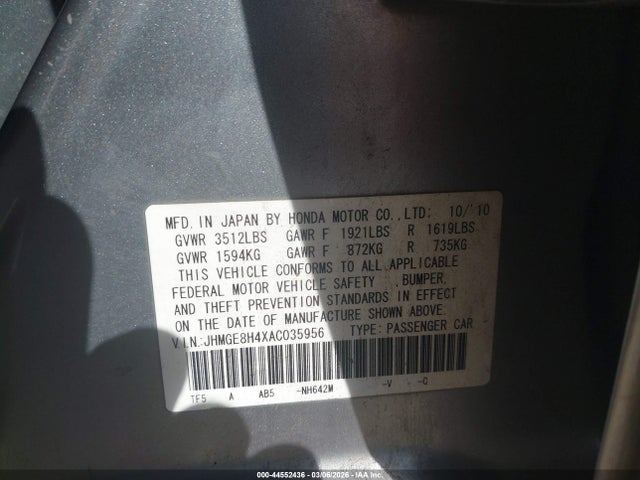 MFD. IN JAPAN BY HONDA MOTOR CO.,LTD: 10/'10
GVWR 3512LBS GAWR F 1921LBS R 1619LBS
GVWR 1594KG GAWR F 872KG R 735KG
THIS VEHICLE CONFORMS TO ALL APPLICABLE
FEDERAL MOTOR VEHICLE SAFETY , BUMPER,
AND THEFT PREVENTION STANDARDS IN EFFECT
ON THE DATE OF MANUFACTURE SHOWN ABOVE.
V.I.N.:JHMGE8H4XAC035956 TYPE: PASSENGER CAR
TF5 A AB5 -NH642M -V - -C
000-44552436 03/06/2026 IAA